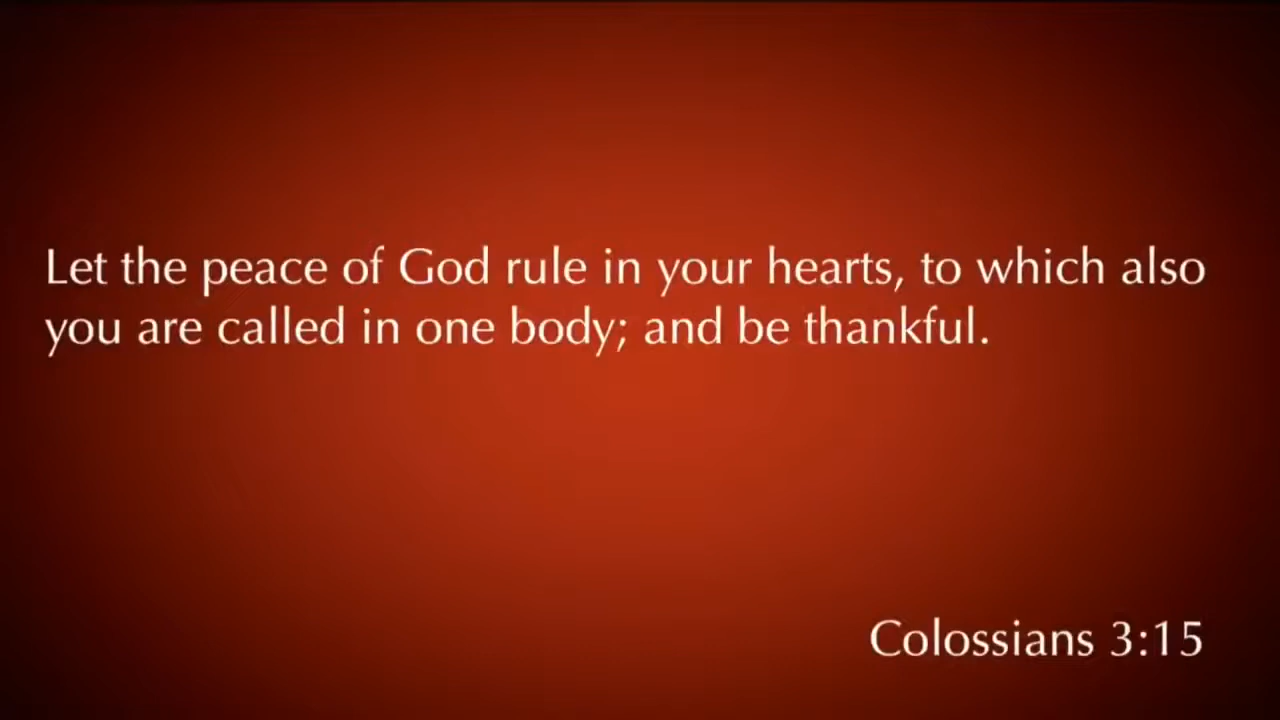 Let the peace of God rule in your hearts, to which also
you are called in one body; and be thankful.
Colossians 3:15